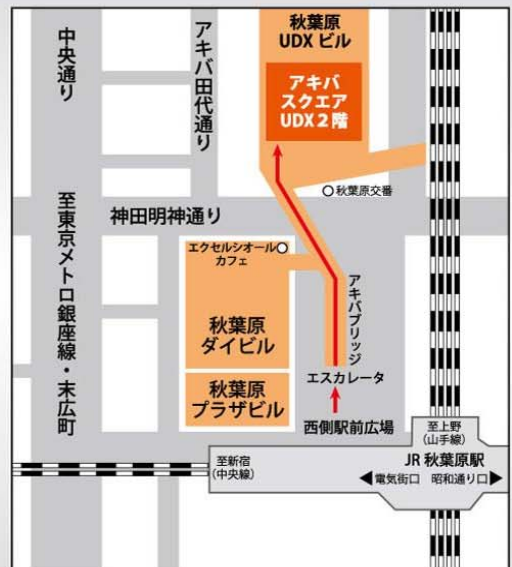 中央通り
アキバ田代通り
秋葉原
UDX ビル
アキバ
スクエア
UDX 2階
秋葉原交番
神田明神通り
至東京メトロ銀座線・末広町
エクセルシオール
カフェ
アキバブリッジ
秋葉原
ダイビル
エスカレータ
秋葉原
プラザビル
西側駅前広場
至上野
(山手線)
至新宿
(中央線)
JR 秋葉原駅
◀電気街口 昭和通り口▶